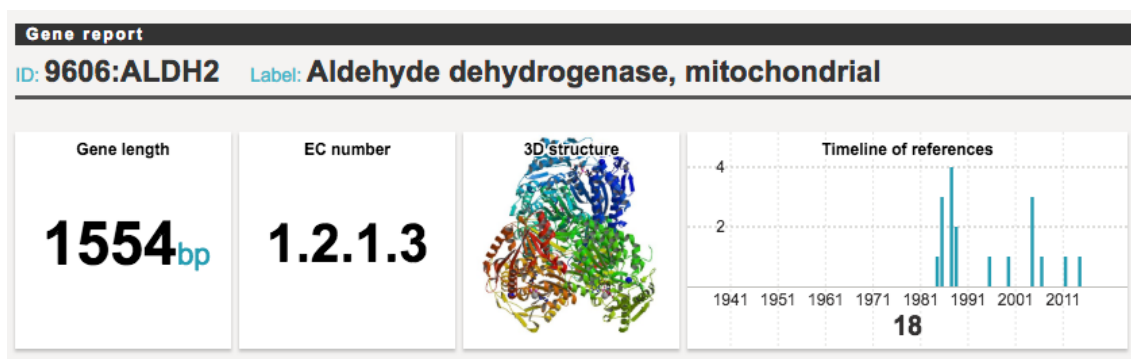 Gene report
ID: 9606:ALDH2 Label: Aldehyde dehydrogenase, mitochondrial
Gene length
1554bp
EC number
1.2.1.3
3D structure
Timeline of references
4
2
1941 1951 1961 1971 1981 1991 2001 2011
18